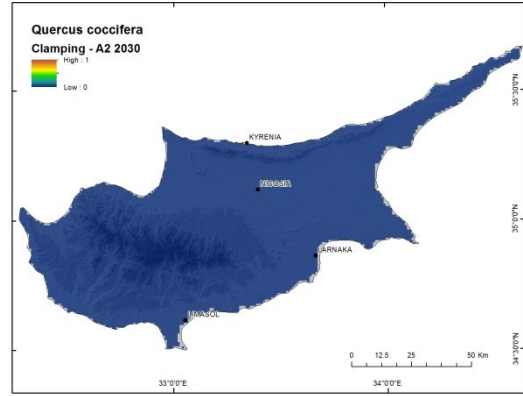 Quercus coccifera
Clamping - A2 2030
High : 1
Low : 0
KYRENIA
NICOSIA
LARNAKA
LIMASOL
35°30'0"N
35°0'0"N
34°30'0"N
0 12.5 25 50 Km
33°0'0"E 34°0'0"E